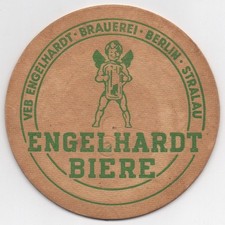 VEB ENGELHARDT · BRAUEREI · BERLIN · STRALAU
ENGELHARDT
BIERE